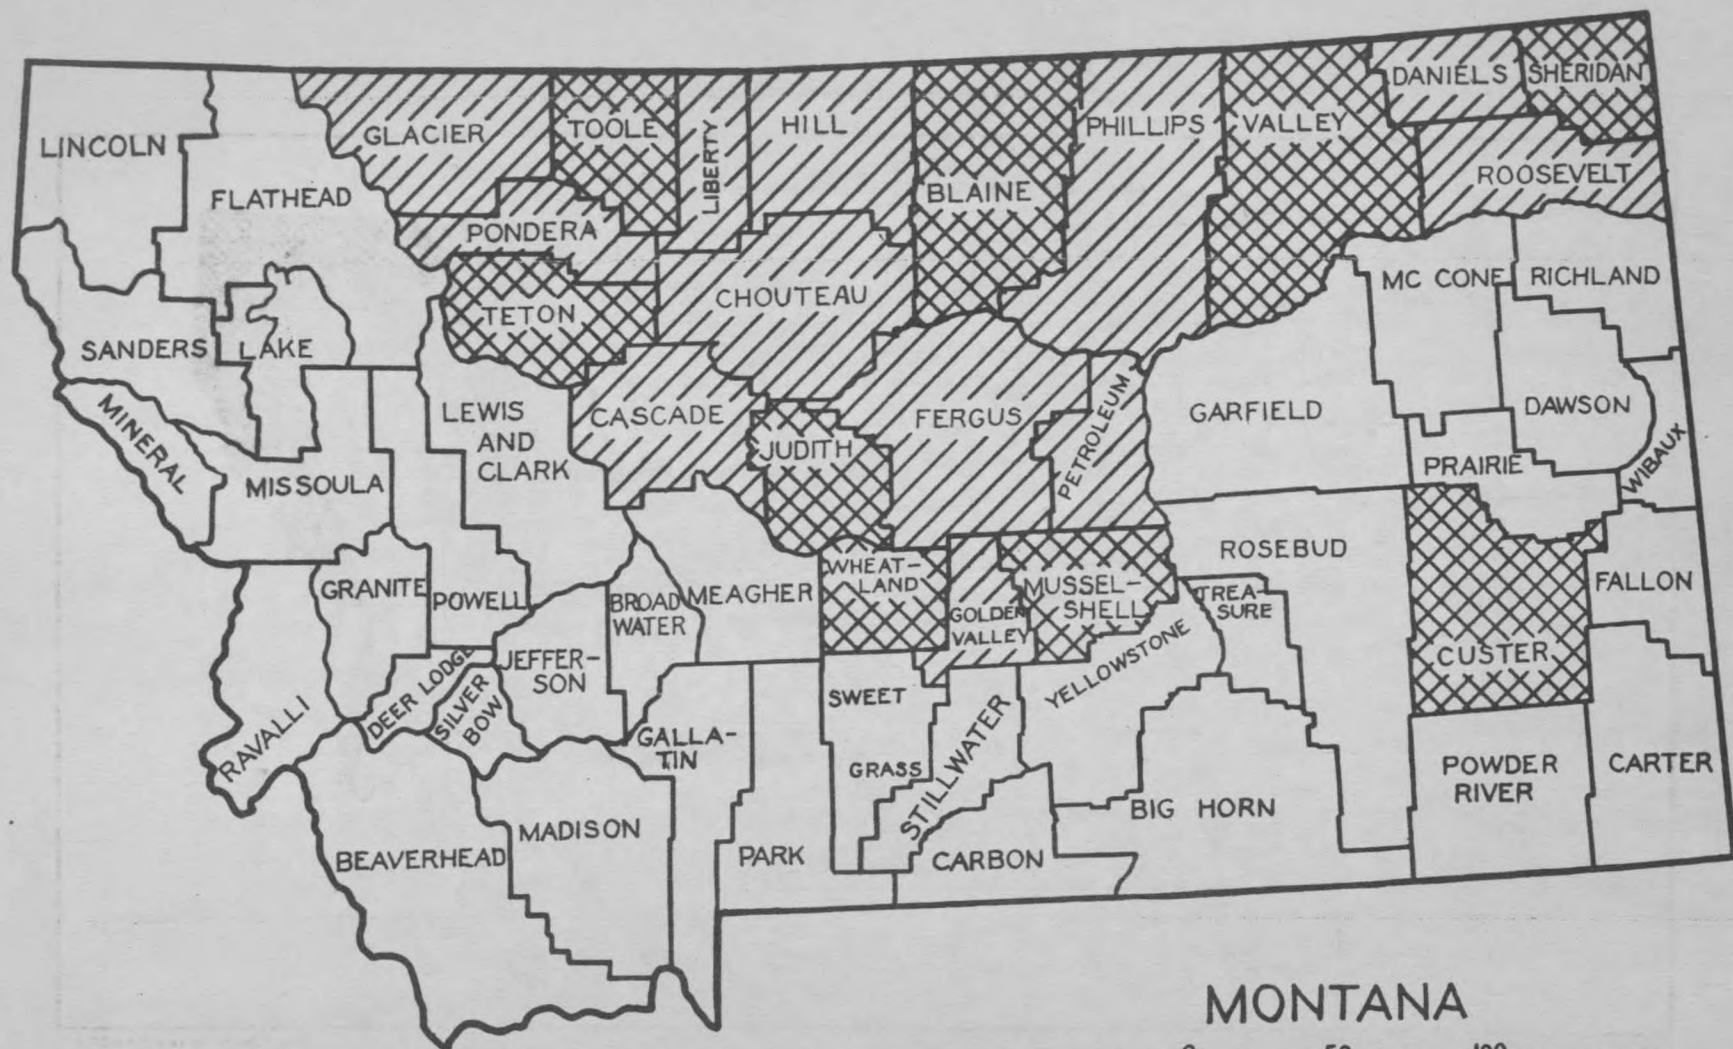 DANIELS
SHERIDAN
LINCOLN
GLACIER
TOOLE
LIBERTY
HILL
BLAINE
PHILLIPS
VALLEY
ROOSEVELT
FLATHEAD
PONDERA
CHOUTEAU
MC CONE
RICHLAND
TETON
SANDERS
LAKE
MINERAL
LEWIS
AND
CLARK
CASCADE
JUDITH
FERGUS
PETROLEUM
GARFIELD
DAWSON
WIBAUX
PRAIRIE
MISSOULA
GRANITE
POWELL
BROAD
WATER
MEAGHER
WHEAT-
LAND
GOLDEN
VALLEY
MUSSEL-
SHELL
ROSEBUD
TREA-
SURE
FALLON
CUSTER
RAVALLI
DEER LODGE
SILVER
BOW
JEFFER-
SON
GALLA-
TIN
SWEET
GRASS
STILLWATER
YELLOWSTONE
BIG HORN
POWDER
RIVER
CARTER
BEAVERHEAD
MADISON
PARK
CARBON
MONTANA
0 50 100